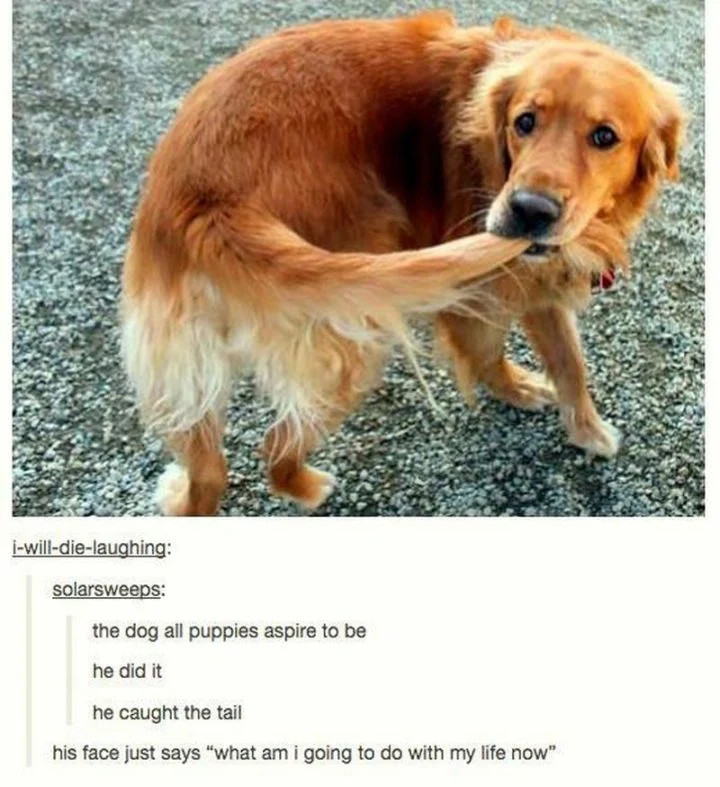 i-will-die-laughing:
solarsweeps:
the dog all puppies aspire to be
he did it
he caught the tail
his face just says “what am i going to do with my life now”